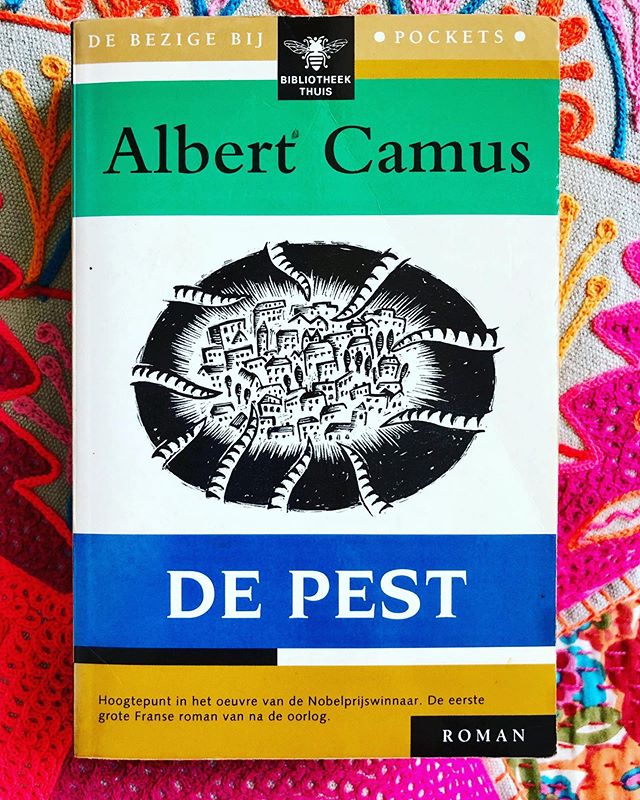 DE BEZIGE BIJ
• POCKETS •
BIBLIOTHEEK
THUIS
Albert Camus
DE PEST
Hoogtepunt in het oeuvre van de Nobelprijswinnaar. De eerste
grote Franse roman van na de oorlog.
ROMAN